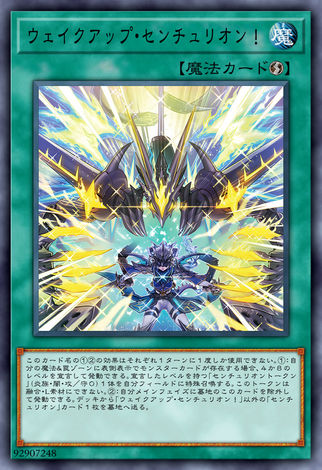 ウェイクアップ・センチュリオン!
魔
【魔法カード】
このカード名の①②の効果はそれぞれ1ターンに1度しか使用できない。①:自
分の魔法&罠ゾーンに表側表示でモンスターカードが存在する場合、4か8の
レベルを宣言して発動できる。宣言したレベルを持つ「センチュリオントークン
」(炎族・闇・攻/守0)1体を自分フィールドに特殊召喚する。このトークンは
融合・L素材にできない。②:自分メインフェイズに墓地のこのカードを除外し
て発動できる。デッキから「ウェイクアップ・センチュリオン!」以外の「センチ
ュリオン」カード1枚を墓地へ送る。
92907248